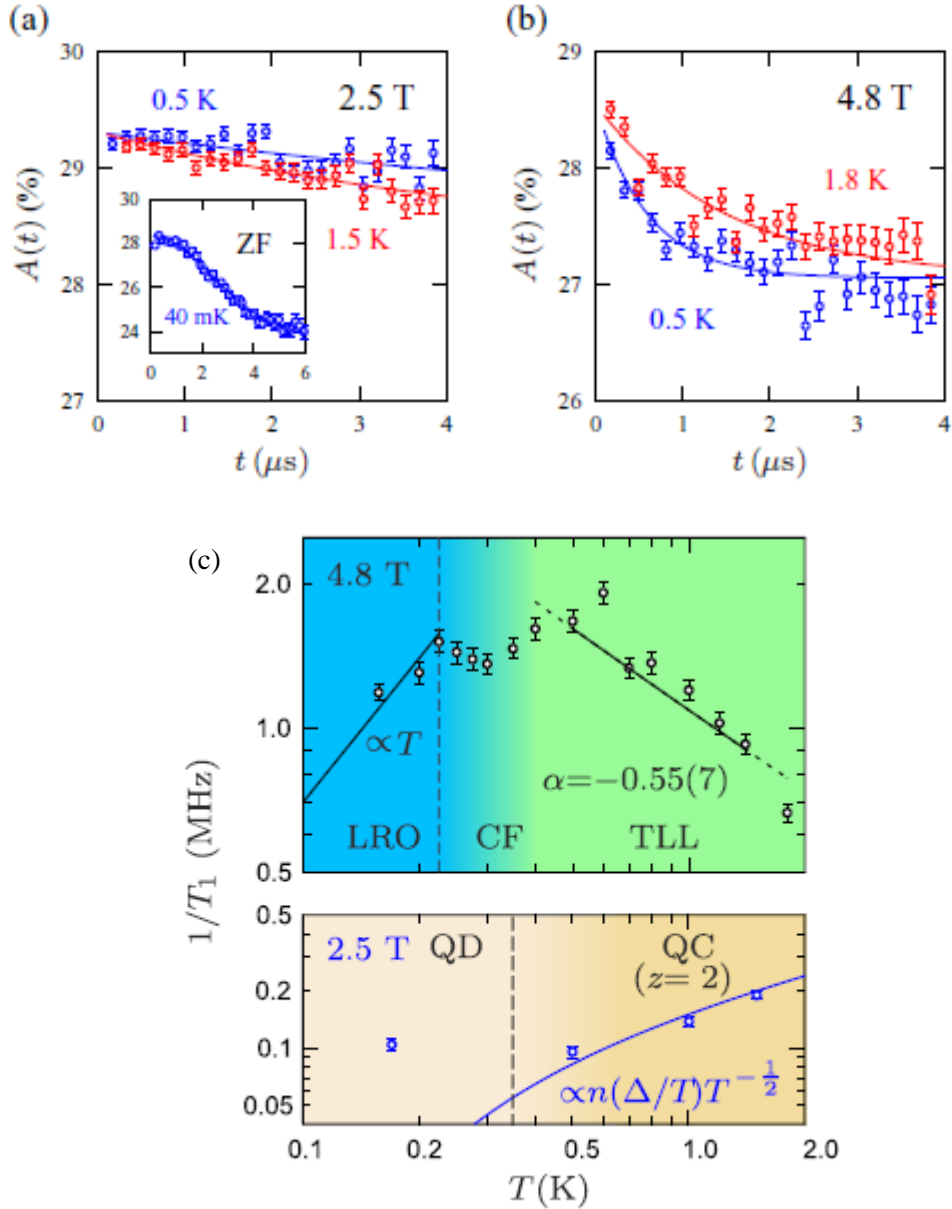 (a)
30
29
28
27
A(t) (%)
0.5 K
2.5 T
1.5 K
30
28
26
24
ZF
40 mK
0 2 4 6
0 1 2 3 4
t (μs)
(b)
29
28
27
26
A(t) (%)
4.8 T
1.8 K
0.5 K
0 1 2 3 4
t (μs)
(c)
1/T₁ (MHz)
2.0
1.0
0.5
4.8 T
∝T
α=−0.55(7)
LRO CF TLL
0.5
0.2
0.1
0.05
2.5 T QD QC
(z= 2)
∝n(Δ/T)T^{−1/2}
0.1 0.2 0.5 1.0 2.0
T(K)